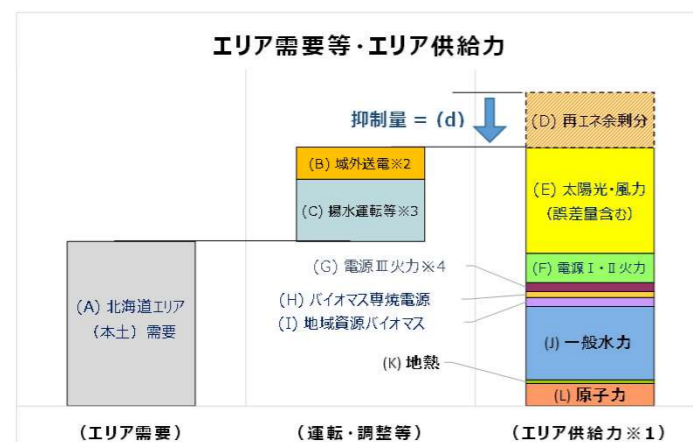 エリア需要等・エリア供給力
抑制量 = (d)
(D) 再エネ余剰分
(B) 域外送電※2
(C) 揚水運転等※3
(E) 太陽光・風力
(誤差量含む)
(G) 電源Ⅲ火力※4
(F) 電源Ⅰ・Ⅱ火力
(A) 北海道エリア
(本土) 需要
(H) バイオマス専焼電源
(I) 地域資源バイオマス
(J) 一般水力
(K) 地熱
(L) 原子力
(エリア需要)
(運転・調整等)
(エリア供給力※1)